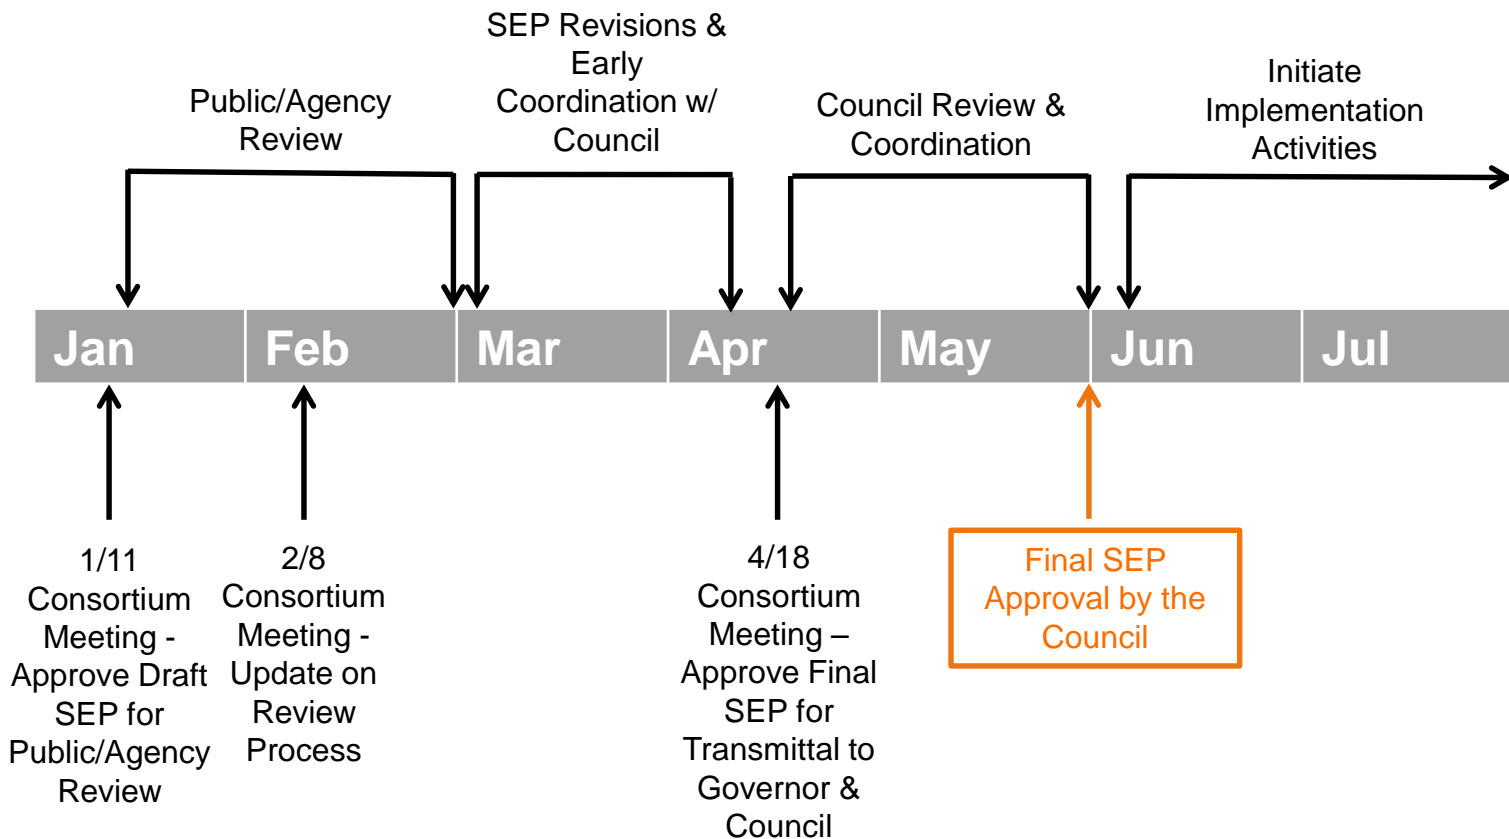 SEP Revisions &
Early
Coordination w/
Council
Public/Agency
Review
Council Review &
Coordination
Initiate
Implementation
Activities
Jan
Feb
Mar
Apr
May
Jun
Jul
1/11
Consortium
Meeting -
Approve Draft
SEP for
Public/Agency
Review
2/8
Consortium
Meeting -
Update on
Review
Process
4/18
Consortium
Meeting –
Approve Final
SEP for
Transmittal to
Governor &
Council
Final SEP
Approval by the
Council